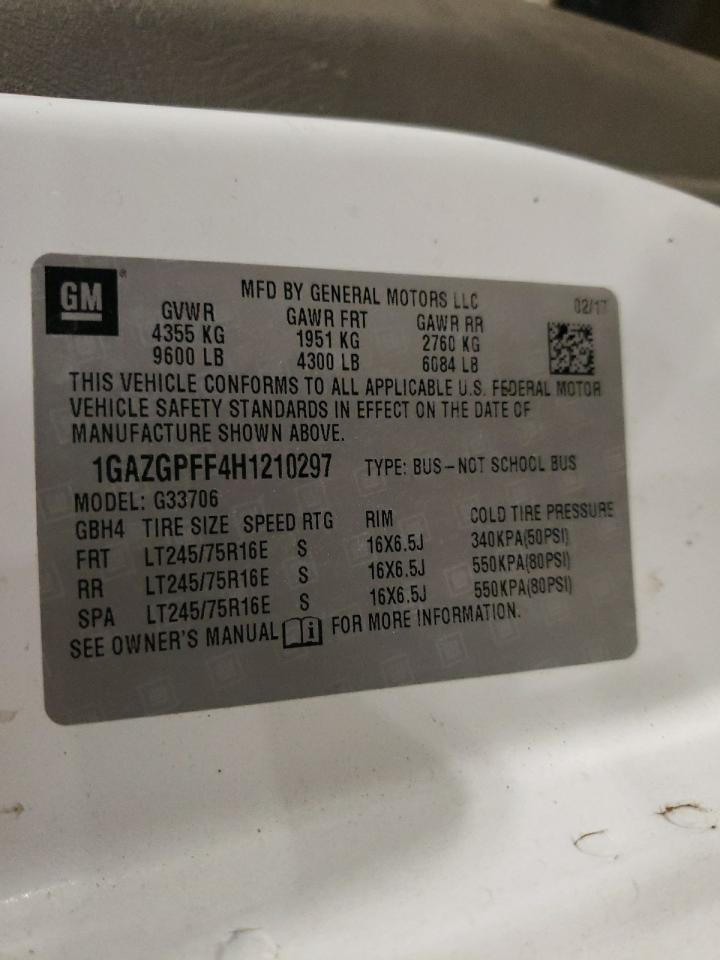 GM
MFD BY GENERAL MOTORS LLC 02/17
GVWR GAWR FRT GAWR RR
4355 KG 1951 KG 2760 KG
9600 LB 4300 LB 6084 LB
THIS VEHICLE CONFORMS TO ALL APPLICABLE U.S. FEDERAL MOTOR
VEHICLE SAFETY STANDARDS IN EFFECT ON THE DATE OF
MANUFACTURE SHOWN ABOVE.
1GAZGPFF4H1210297 TYPE: BUS-NOT SCHOOL BUS
MODEL: G33706
GBH4 TIRE SIZE SPEED RTG RIM COLD TIRE PRESSURE
FRT LT245/75R16E S 16X6.5J 340KPA(50PSI)
RR LT245/75R16E S 16X6.5J 550KPA(80PSI)
SPA LT245/75R16E S 16X6.5J 550KPA(80PSI)
SEE OWNER'S MANUAL i FOR MORE INFORMATION.